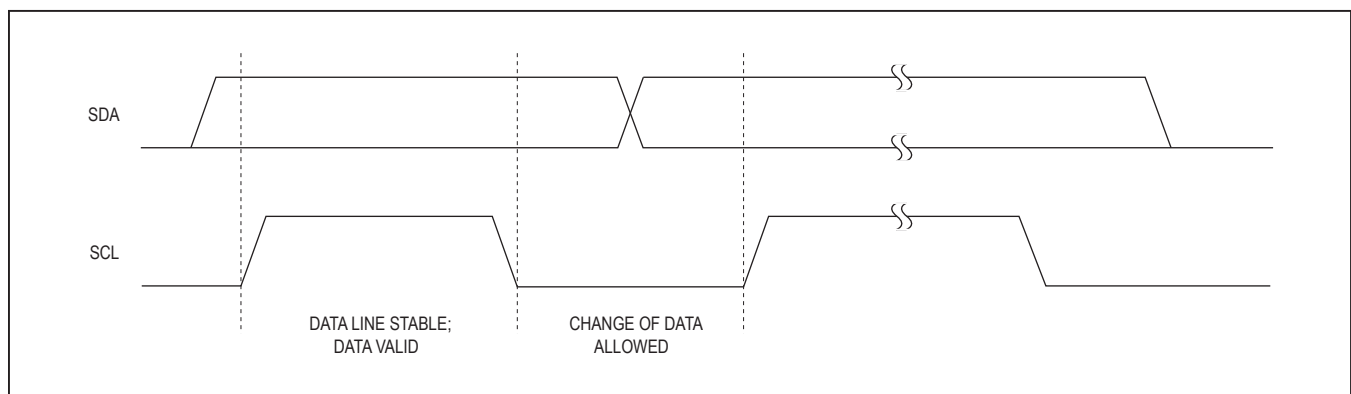 SDA
SCL
DATA LINE STABLE;
DATA VALID
CHANGE OF DATA
ALLOWED